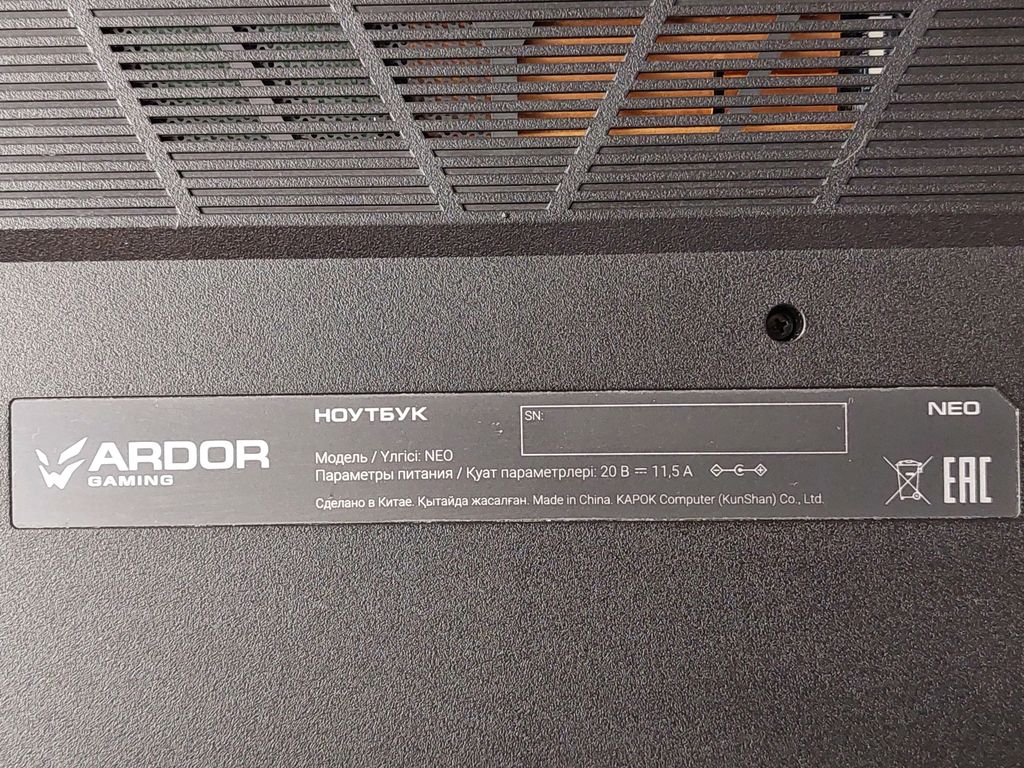 НОУТБУК
SN:
NEO
ARDOR
GAMING
Модель / Үлгісі: NEO
Параметры питания / Қуат параметрлері: 20 В ⎓ 11,5 А
Сделано в Китае. Қытайда жасалған. Made in China. KAPOK Computer (KunShan) Co., Ltd.
EAC